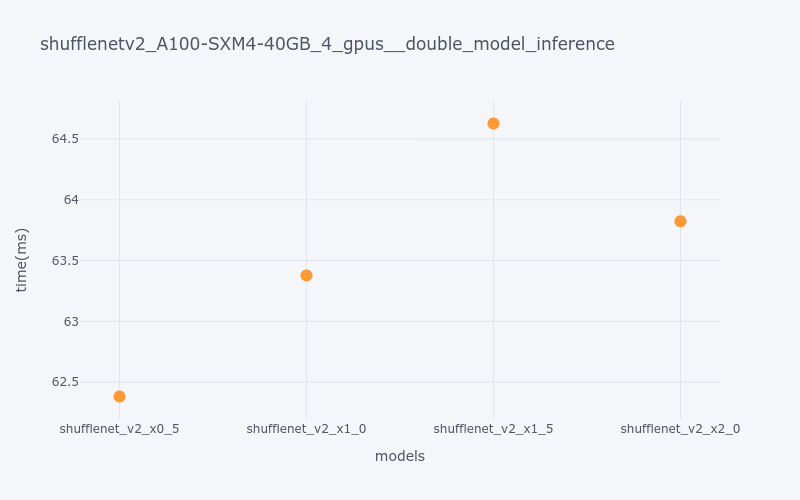 shufflenetv2_A100-SXM4-40GB_4_gpus__double_model_inference
time(ms)
64.5
64
63.5
63
62.5
shufflenet_v2_x0_5
shufflenet_v2_x1_0
shufflenet_v2_x1_5
shufflenet_v2_x2_0
models